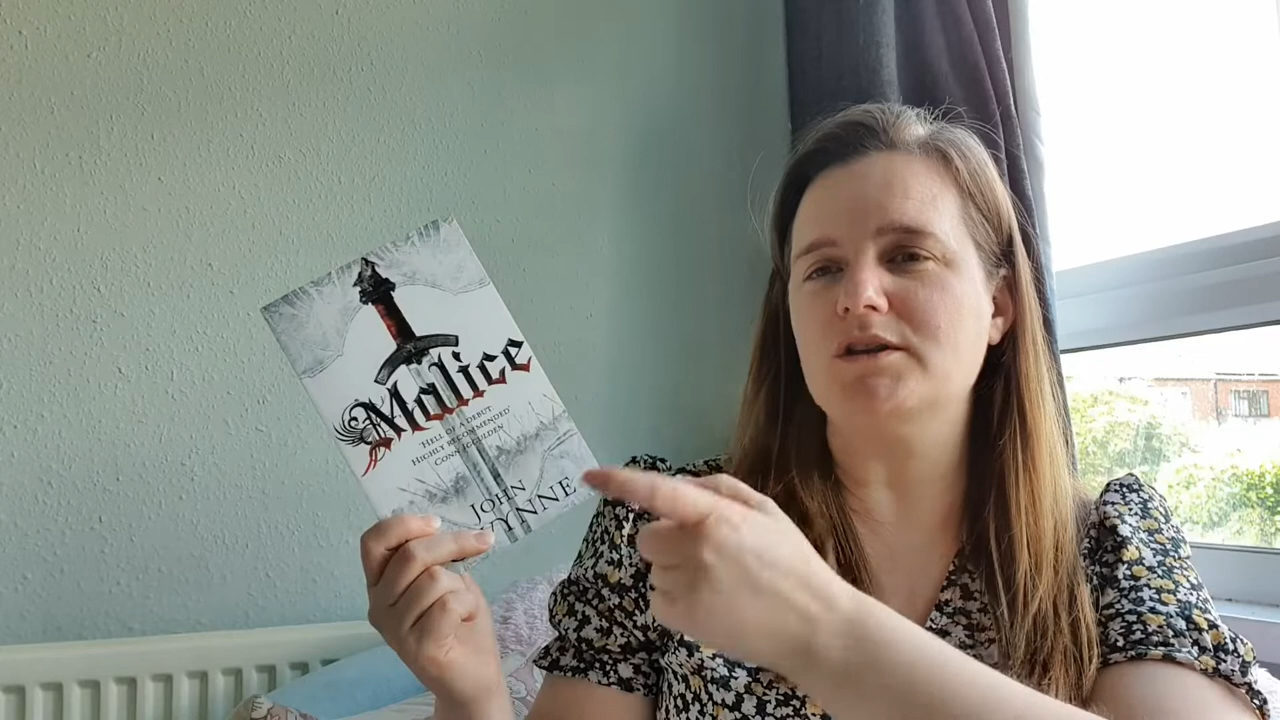 Malice
'HELL OF A DEBUT.
HIGHLY RECOMMENDED'
CONN IGGULDEN
JOHN
YNNE